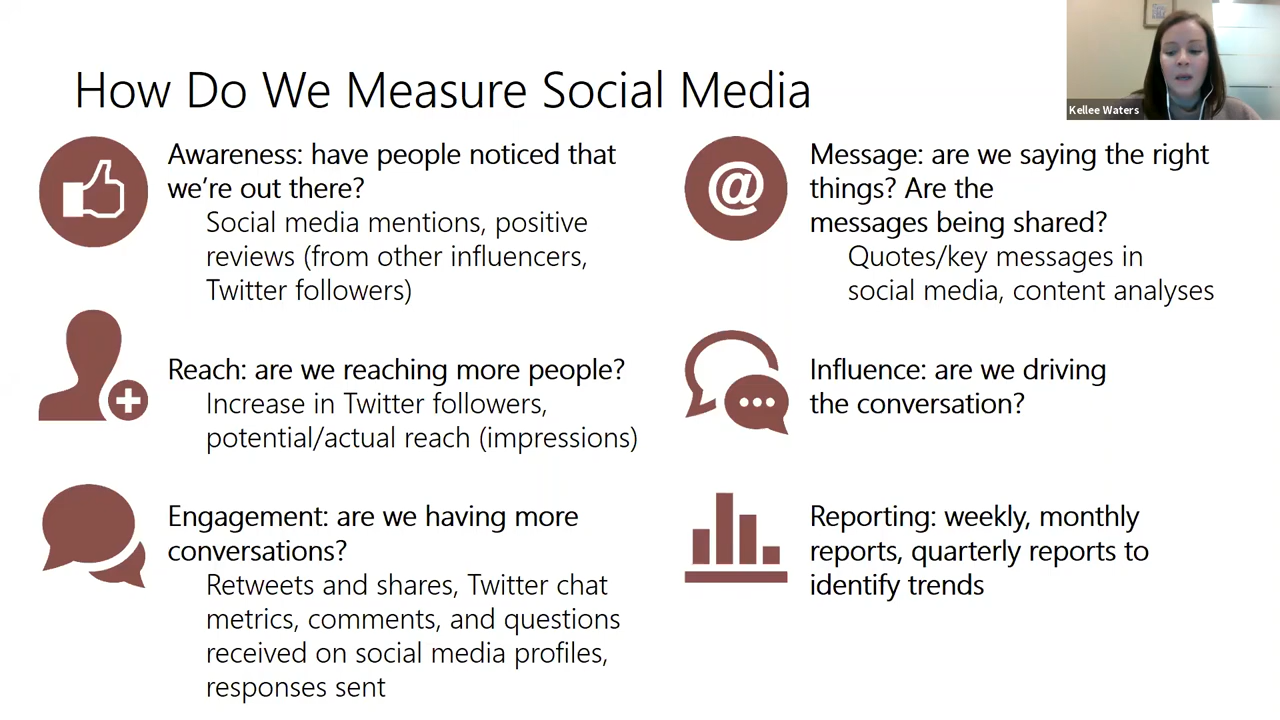 How Do We Measure Social Media
Kellee Waters
Awareness: have people noticed that
we’re out there?
Social media mentions, positive
reviews (from other influencers,
Twitter followers)
Reach: are we reaching more people?
Increase in Twitter followers,
potential/actual reach (impressions)
Engagement: are we having more
conversations?
Retweets and shares, Twitter chat
metrics, comments, and questions
received on social media profiles,
responses sent
@
Message: are we saying the right
things? Are the
messages being shared?
Quotes/key messages in
social media, content analyses
Influence: are we driving
the conversation?
Reporting: weekly, monthly
reports, quarterly reports to
identify trends